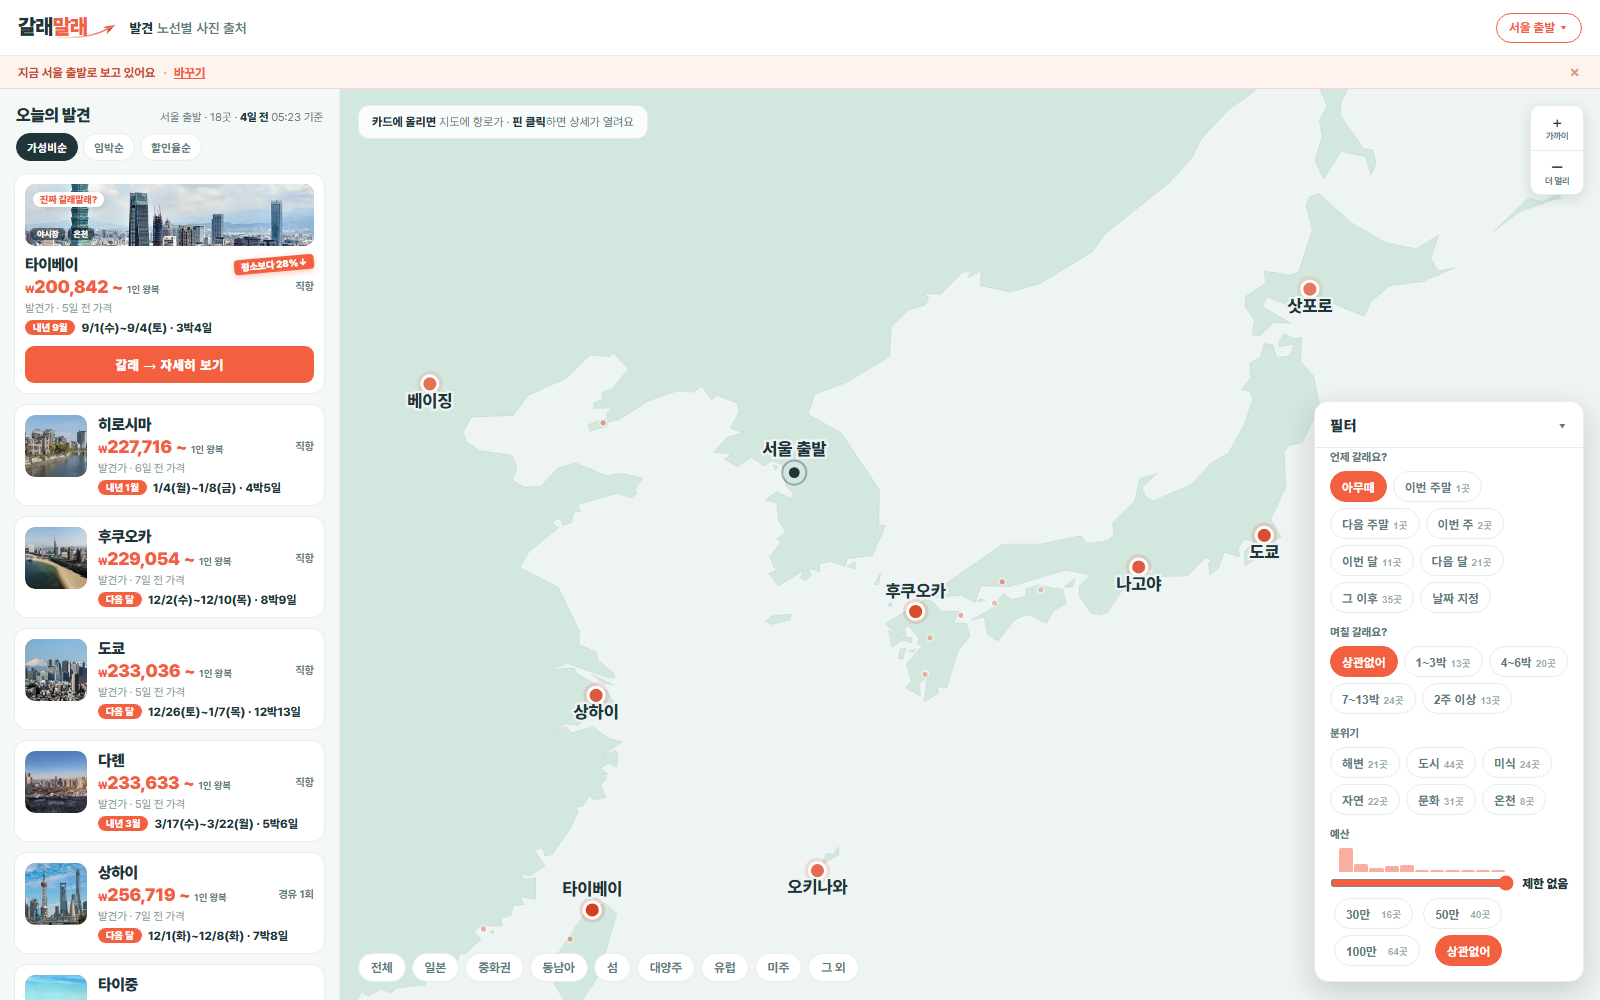 갈래말래
발견 노선별 사진 출처
서울 출발 ▾
지금 서울 출발로 보고 있어요 · 바꾸기
×
오늘의 발견
서울 출발 · 18곳 · 4일 전 05:23 기준
가성비순 임박순 할인율순
진짜 갈래말래?
야시장 온천
타이베이
평소보다 28%↓
₩200,842 ~ 1인 왕복
직항
발견가 · 5일 전 가격
내년 9월 9/1(수)~9/4(토) · 3박4일
갈래 → 자세히 보기
히로시마
₩227,716 ~ 1인 왕복
직항
발견가 · 6일 전 가격
내년 1월 1/4(월)~1/8(금) · 4박5일
후쿠오카
₩229,054 ~ 1인 왕복
직항
발견가 · 7일 전 가격
다음 달 12/2(수)~12/10(목) · 8박9일
도쿄
₩233,036 ~ 1인 왕복
직항
발견가 · 5일 전 가격
다음 달 12/26(토)~1/7(목) · 12박13일
다롄
₩233,633 ~ 1인 왕복
직항
발견가 · 5일 전 가격
내년 3월 3/17(수)~3/22(월) · 5박6일
상하이
₩256,719 ~ 1인 왕복
경유 1회
발견가 · 7일 전 가격
다음 달 12/1(화)~12/8(화) · 7박8일
타이중
카드에 올리면 지도에 항로가 · 핀 클릭하면 상세가 열려요
+
가까이
−
더 멀리
삿포로
베이징
서울 출발
도쿄
나고야
후쿠오카
상하이
타이베이
오키나와
전체 일본 중화권 동남아 섬 대양주 유럽 미주 그 외
필터 ▾
언제 갈래요?
아무때 이번 주말 1곳
다음 주말 1곳 이번 주 2곳
이번 달 11곳 다음 달 21곳
그 이후 35곳 날짜 지정
며칠 갈래요?
상관없어 1~3박 13곳 4~6박 20곳
7~13박 24곳 2주 이상 13곳
분위기
해변 21곳 도시 44곳 미식 24곳
자연 22곳 문화 31곳 온천 8곳
예산
제한 없음
30만 16곳 50만 40곳
100만 64곳 상관없어